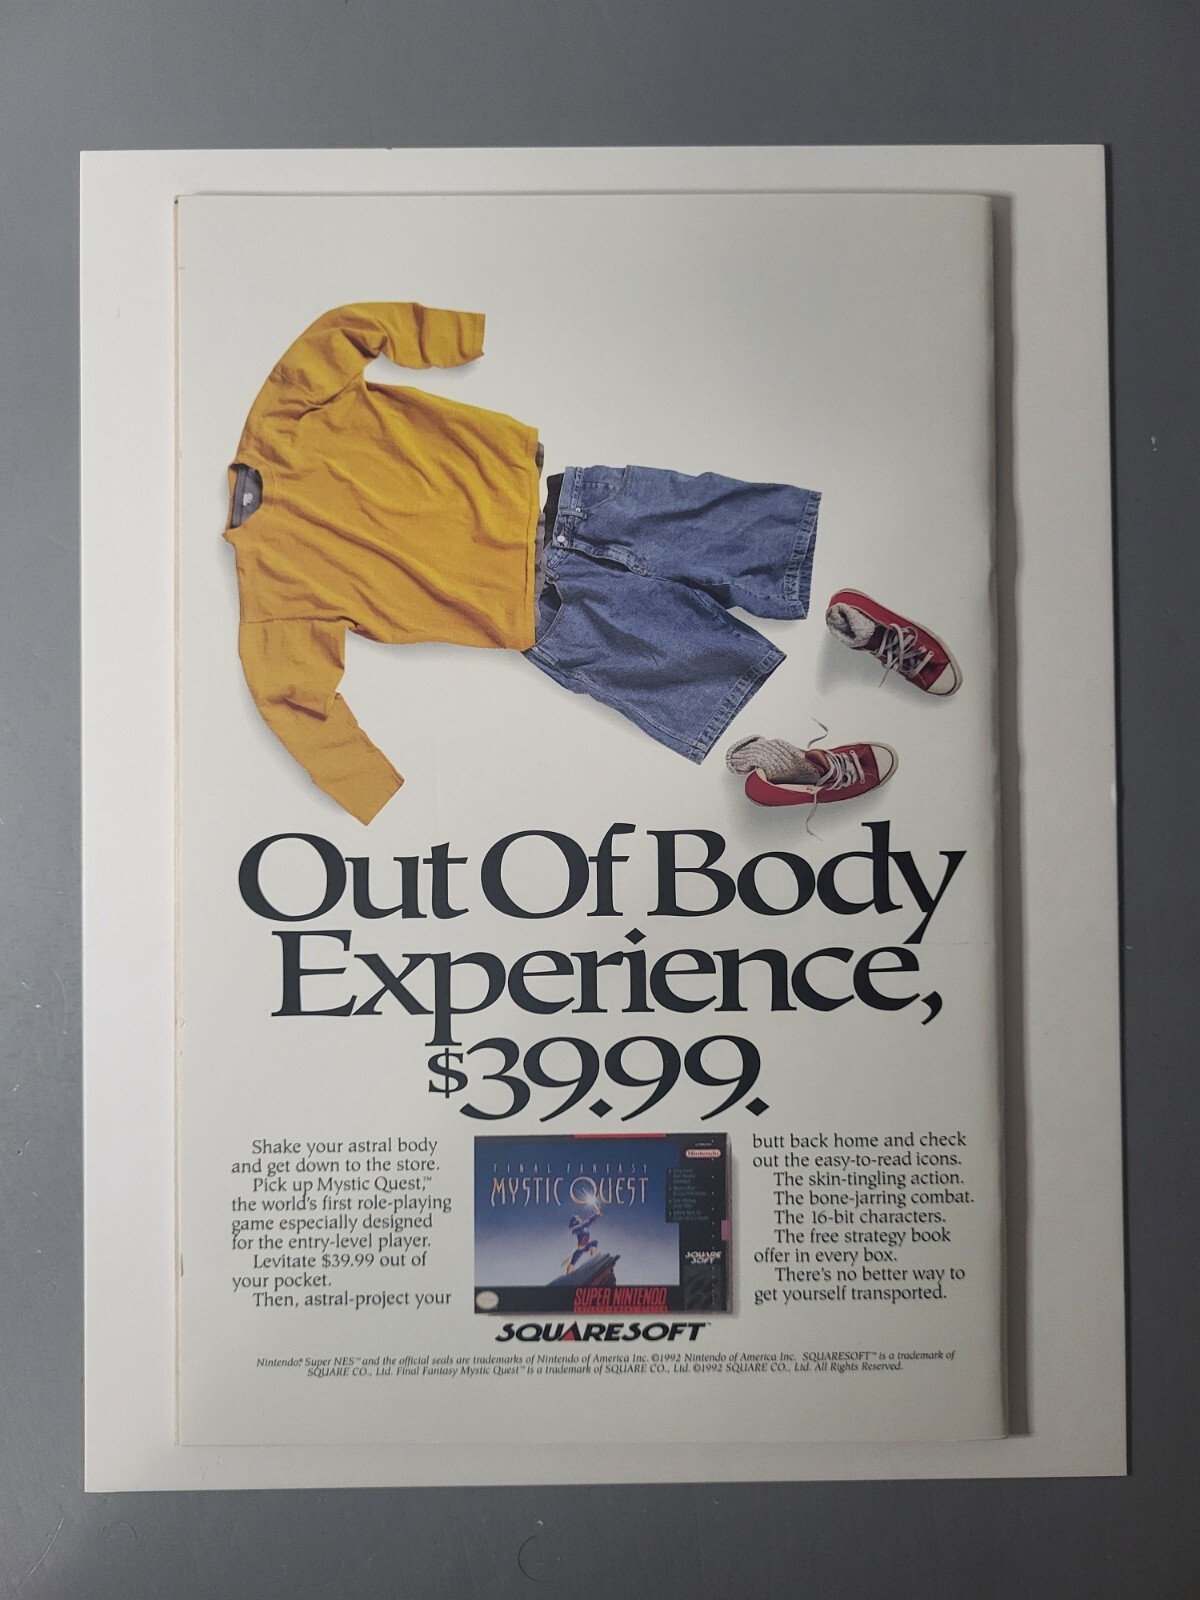 Out Of Body
Experience,
$39.99.
Shake your astral body
and get down to the store.
Pick up Mystic Quest,™
the world's first role-playing
game especially designed
for the entry-level player.
Levitate $39.99 out of
your pocket.
Then, astral-project your
FINAL FANTASY
MYSTIC QUEST
Nintendo
SQUARE
SOFT
SUPER NINTENDO
SQUARESOFT™
butt back home and check
out the easy-to-read icons.
The skin-tingling action.
The bone-jarring combat.
The 16-bit characters.
The free strategy book
offer in every box.
There's no better way to
get yourself transported.
Nintendo,® Super NES™ and the official seals are trademarks of Nintendo of America Inc. ©1992 Nintendo of America Inc. SQUARESOFT™ is a trademark of
SQUARE CO., Ltd. Final Fantasy Mystic Quest™ is a trademark of SQUARE CO., Ltd. ©1992 SQUARE CO., Ltd. All Rights Reserved.